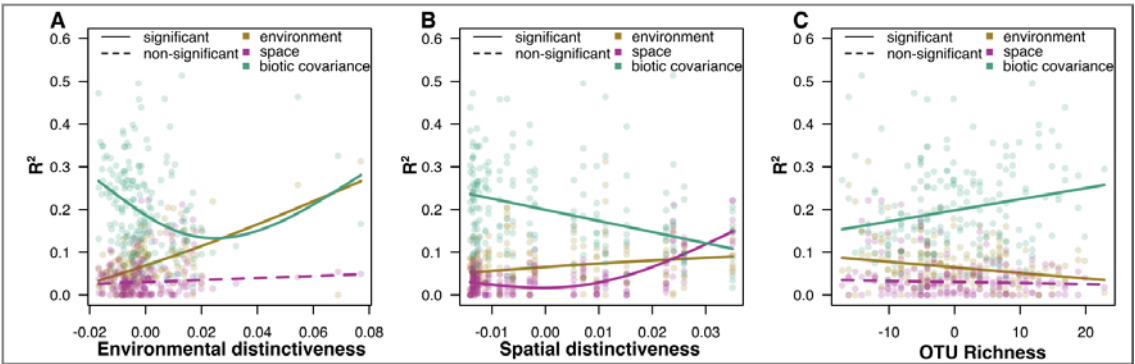 A
significant
non-significant
environment
space
biotic covariance
0.6
0.5
0.4
0.3
0.2
0.1
0.0
R²
-0.02 0.00 0.02 0.04 0.06 0.08
Environmental distinctiveness
B
significant
non-significant
environment
space
biotic covariance
0.6
0.5
0.4
0.3
0.2
0.1
0.0
R²
-0.01 0.00 0.01 0.02 0.03
Spatial distinctiveness
C
significant
non-significant
environment
space
biotic covariance
0.6
0.5
0.4
0.3
0.2
0.1
0.0
R²
-10 0 10 20
OTU Richness